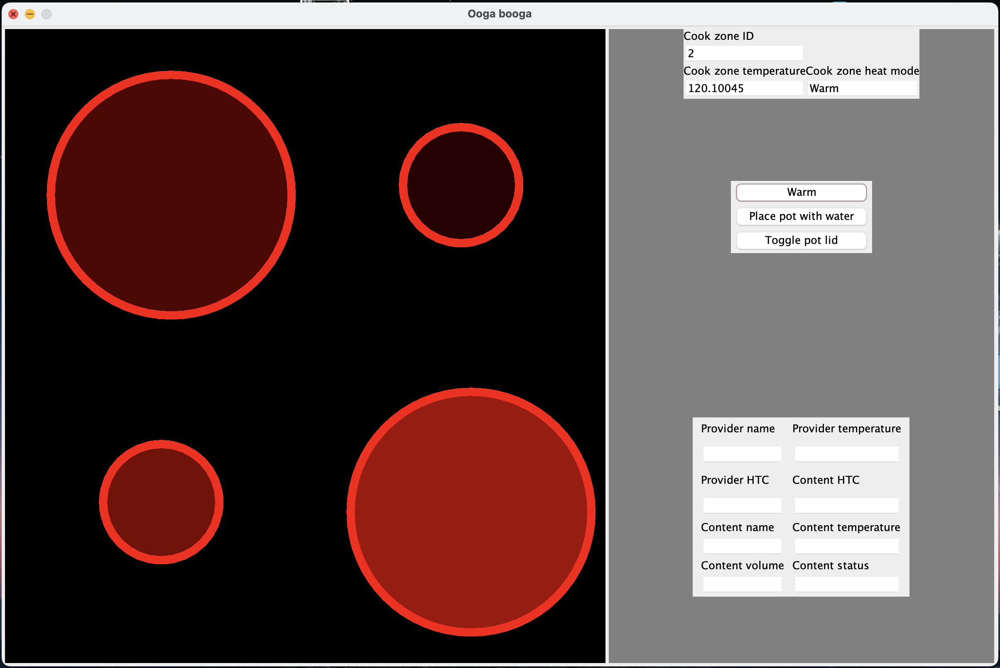 Ooga booga
Cook zone ID
2
Cook zone temperature Cook zone heat mode
120.10045 Warm
Warm
Place pot with water
Toggle pot lid
Provider name Provider temperature
Provider HTC Content HTC
Content name Content temperature
Content volume Content status